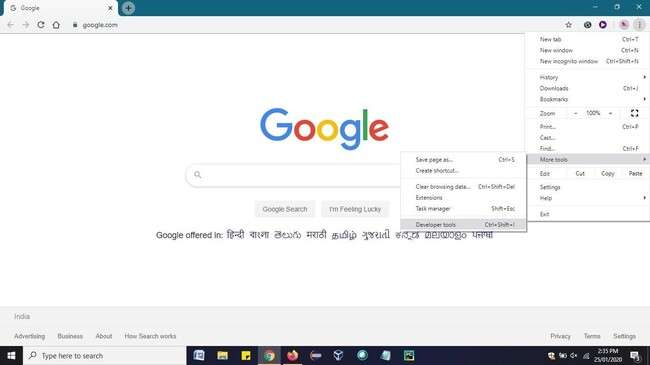 Google
google.com
New tab Ctrl+T
New window Ctrl+N
New incognito window Ctrl+Shift+N
History
Downloads Ctrl+J
Bookmarks
Zoom - 100% +
Print... Ctrl+P
Cast...
Find... Ctrl+F
More tools
Edit Cut Copy Paste
Settings
Help
Exit
Save page as... Ctrl+S
Create shortcut...
Clear browsing data... Ctrl+Shift+Del
Extensions
Task manager Shift+Esc
Developer tools Ctrl+Shift+I
Google
Google Search I'm Feeling Lucky
Google offered in: हिन्दी বাংলা తెలుగు मराठी தமிழ் ગુજરાતી ಕನ್ನಡ മലയാളം ਪੰਜਾਬੀ
India
Advertising Business About How Search works Privacy Terms Settings
Type here to search
2:35 PM
25/01/2020